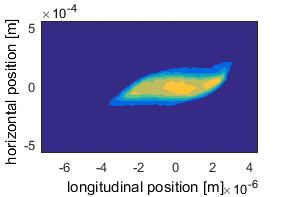 ×10⁻⁴
horizontal position [m]
5
0
-5
-6 -4 -2 0 2 4
longitudinal position [m]×10⁻⁶